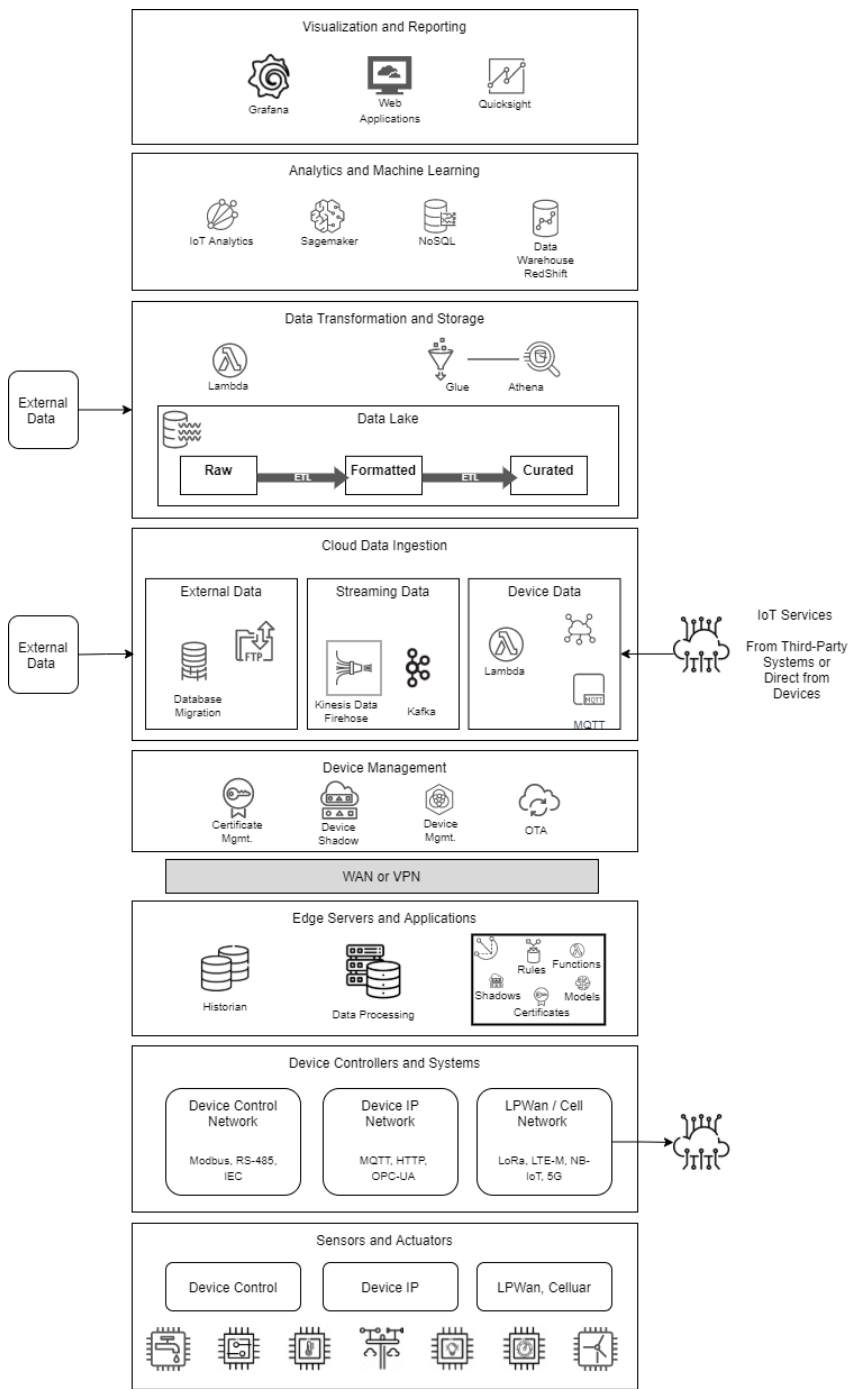 Visualization and Reporting
Grafana
Web
Applications
Quicksight
Analytics and Machine Learning
IoT Analytics
Sagemaker
NoSQL
Data
Warehouse
RedShift
Data Transformation and Storage
Lambda
Glue
Athena
External
Data
Data Lake
Raw
ETL
Formatted
ETL
Curated
Cloud Data Ingestion
External
Data
External Data
FTP
Database
Migration
Streaming Data
Kinesis Data
Firehose
Kafka
Device Data
Lambda
MQTT
MQTT
IoT Services
From Third-Party
Systems or
Direct from
Devices
Device Management
Certificate
Mgmt.
Device
Shadow
Device
Mgmt.
OTA
WAN or VPN
Edge Servers and Applications
Historian
Data Processing
Rules
Functions
Shadows
Models
Certificates
Device Controllers and Systems
Device Control
Network
Modbus, RS-485,
IEC
Device IP
Network
MQTT, HTTP,
OPC-UA
LPWan / Cell
Network
LoRa, LTE-M, NB-
IoT, 5G
Sensors and Actuators
Device Control
Device IP
LPWan, Celluar